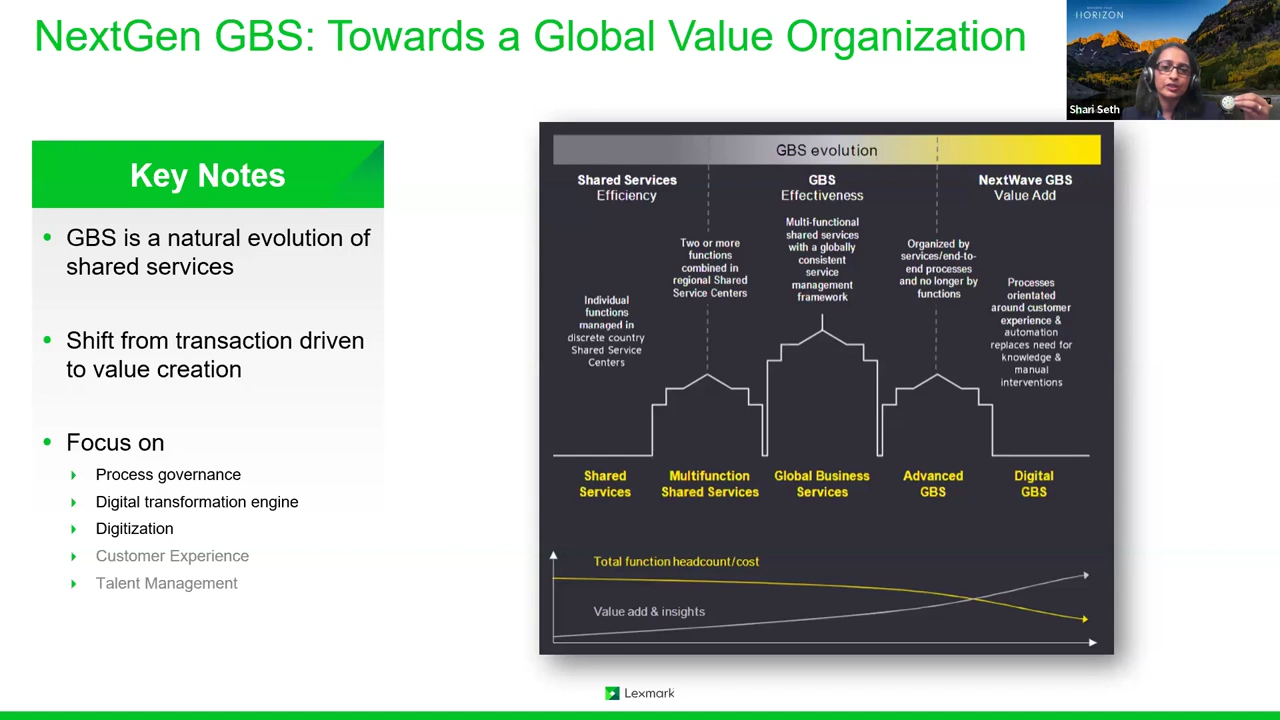 NextGen GBS: Towards a Global Value Organization
HORIZON
Shari Seth
Key Notes
• GBS is a natural evolution of
shared services
• Shift from transaction driven
to value creation
• Focus on
Process governance
Digital transformation engine
Digitization
Customer Experience
Talent Management
GBS evolution
Shared Services
Efficiency
GBS
Effectiveness
NextWave GBS
Value Add
Individual
functions
managed in
discrete country
Shared Service
Centers
Two or more
functions
combined in
regional Shared
Service Centers
Multi-functional
shared services
with a globally
consistent
service
management
framework
Organized by
services/end-to-
end processes
and no longer by
functions
Processes
orientated
around customer
experience &
automation
replaces need for
knowledge &
manual
interventions
Shared
Services
Multifunction
Shared Services
Global Business
Services
Advanced
GBS
Digital
GBS
Total function headcount/cost
Value add & insights
Lexmark